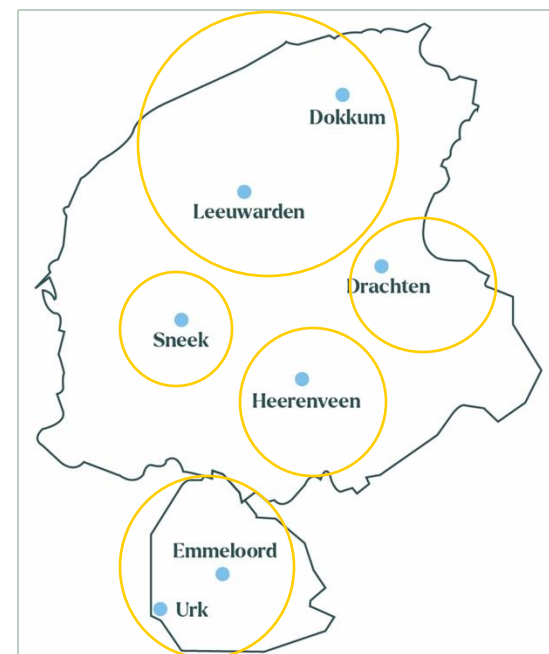 Dokkum
Leeuwarden
Drachten
Sneek
Heerenveen
Emmeloord
Urk